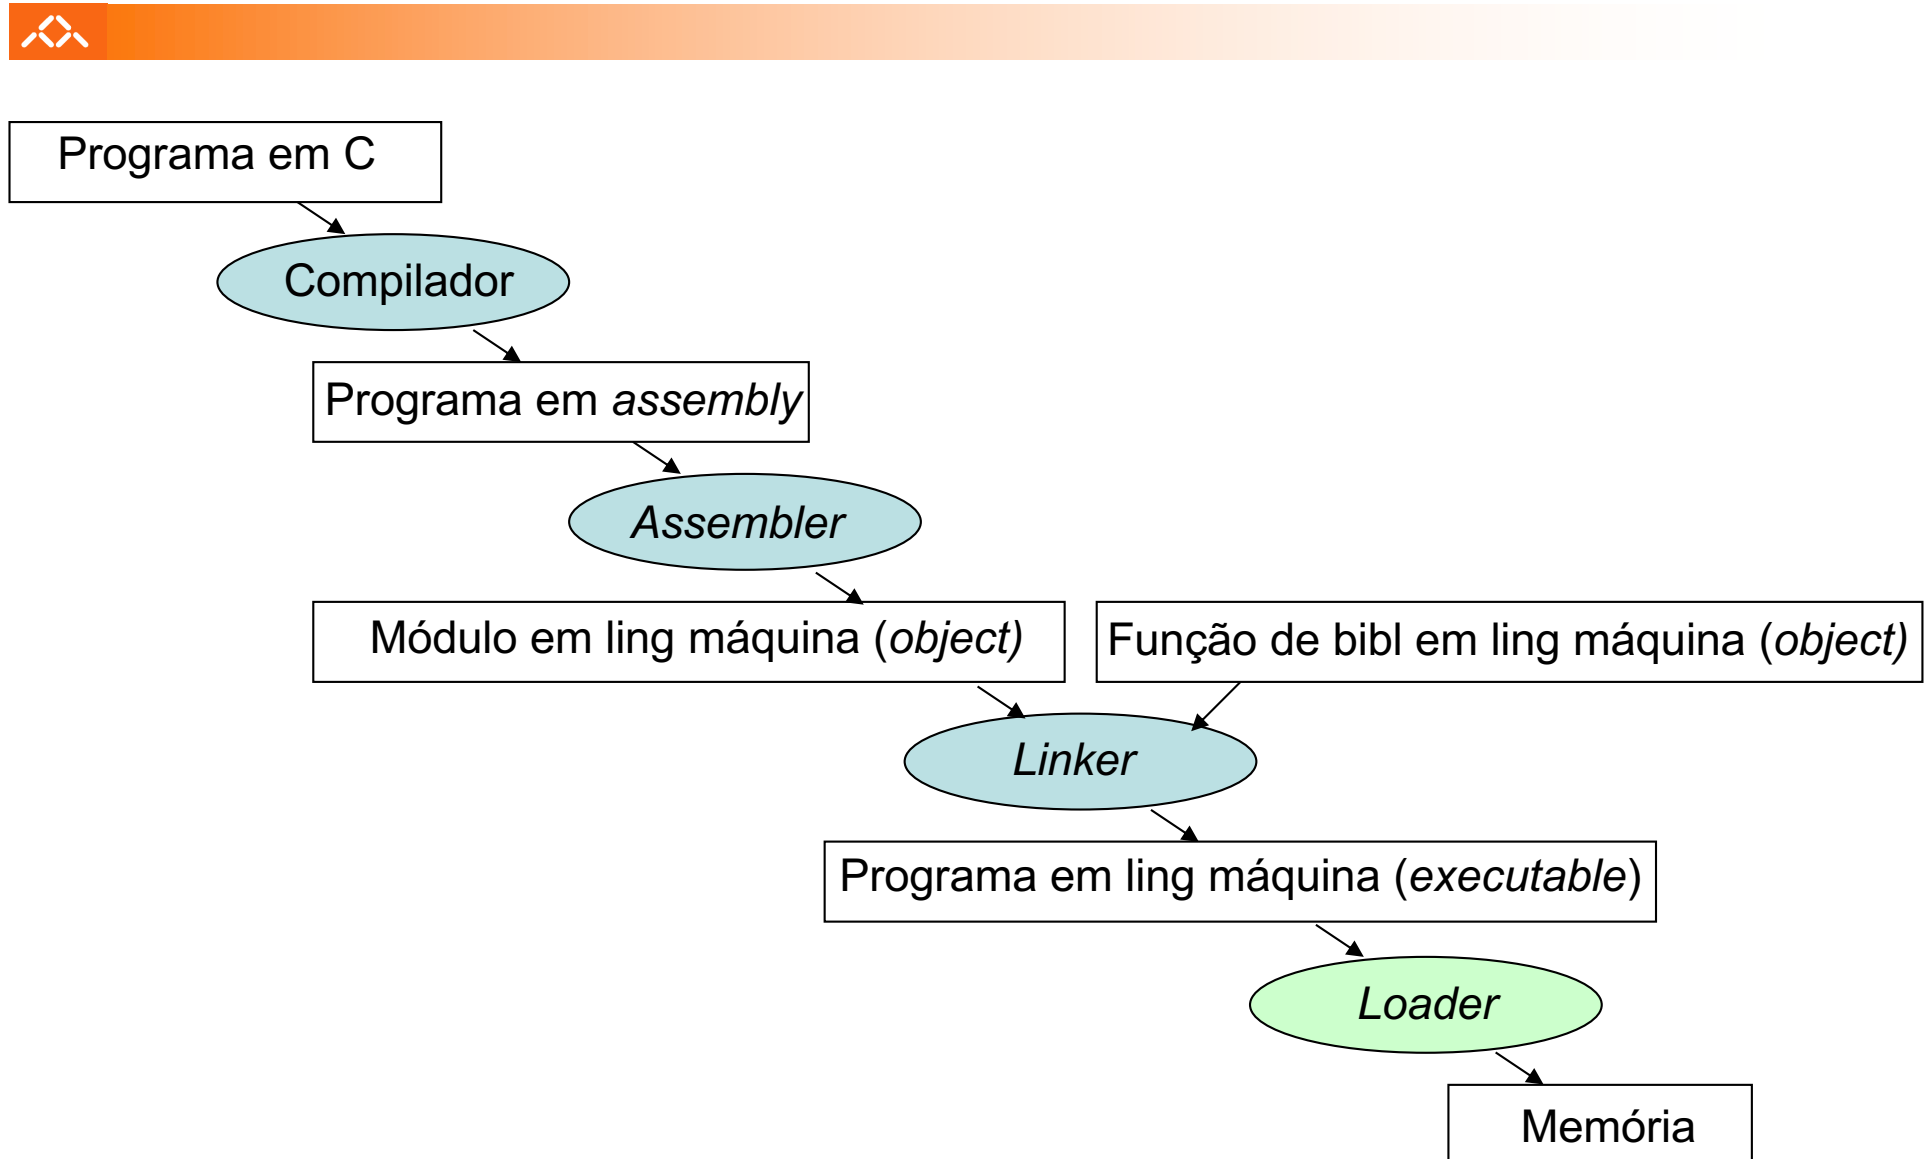 Programa em C
Compilador
Programa em assembly
Assembler
Módulo em ling máquina (object)
Função de bibl em ling máquina (object)
Linker
Programa em ling máquina (executable)
Loader
Memória